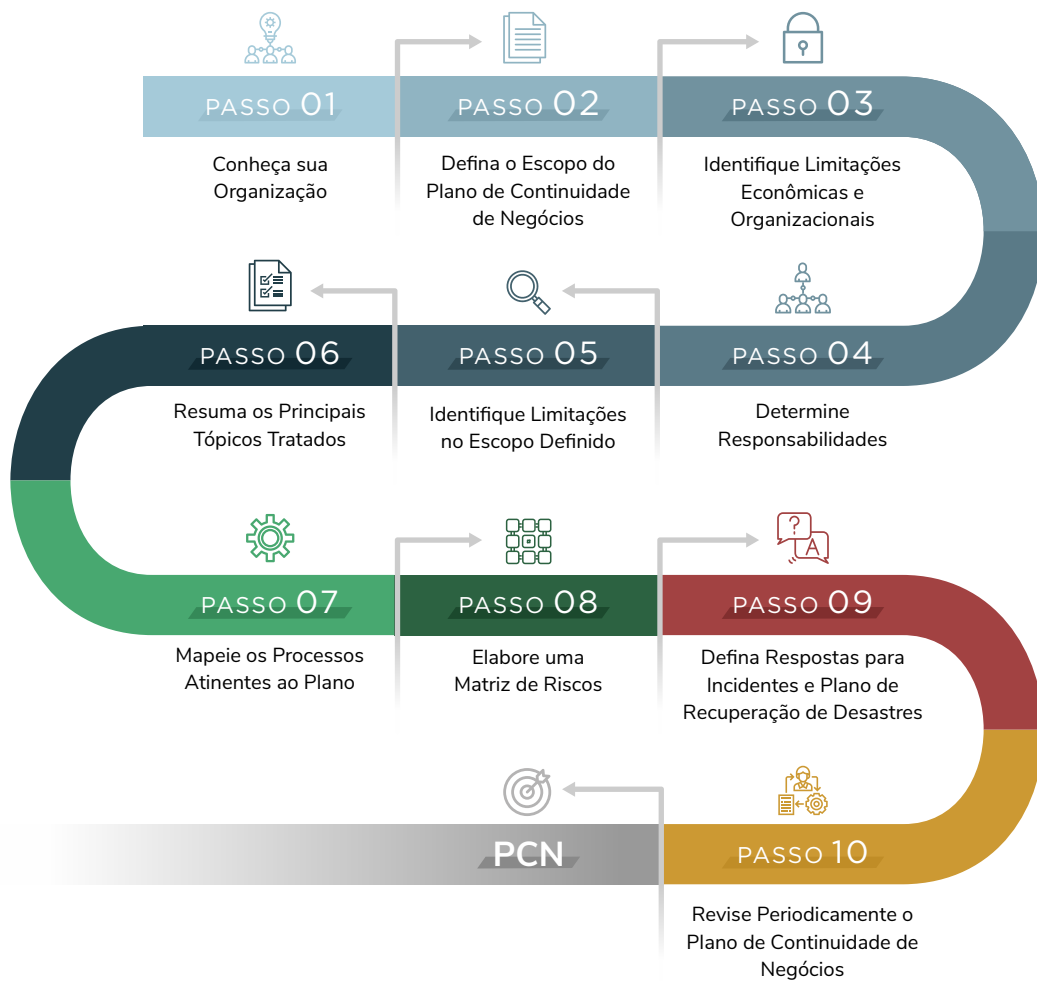 PASSO 01
Conheça sua
Organização
PASSO 02
Defina o Escopo do
Plano de Continuidade
de Negócios
PASSO 03
Identifique Limitações
Econômicas e
Organizacionais
PASSO 04
Determine
Responsabilidades
PASSO 05
Identifique Limitações
no Escopo Definido
PASSO 06
Resuma os Principais
Tópicos Tratados
PASSO 07
Mapeie os Processos
Atinentes ao Plano
PASSO 08
Elabore uma
Matriz de Riscos
?
A
PASSO 09
Defina Respostas para
Incidentes e Plano de
Recuperação de Desastres
PASSO 10
Revise Periodicamente o
Plano de Continuidade de
Negócios
PCN